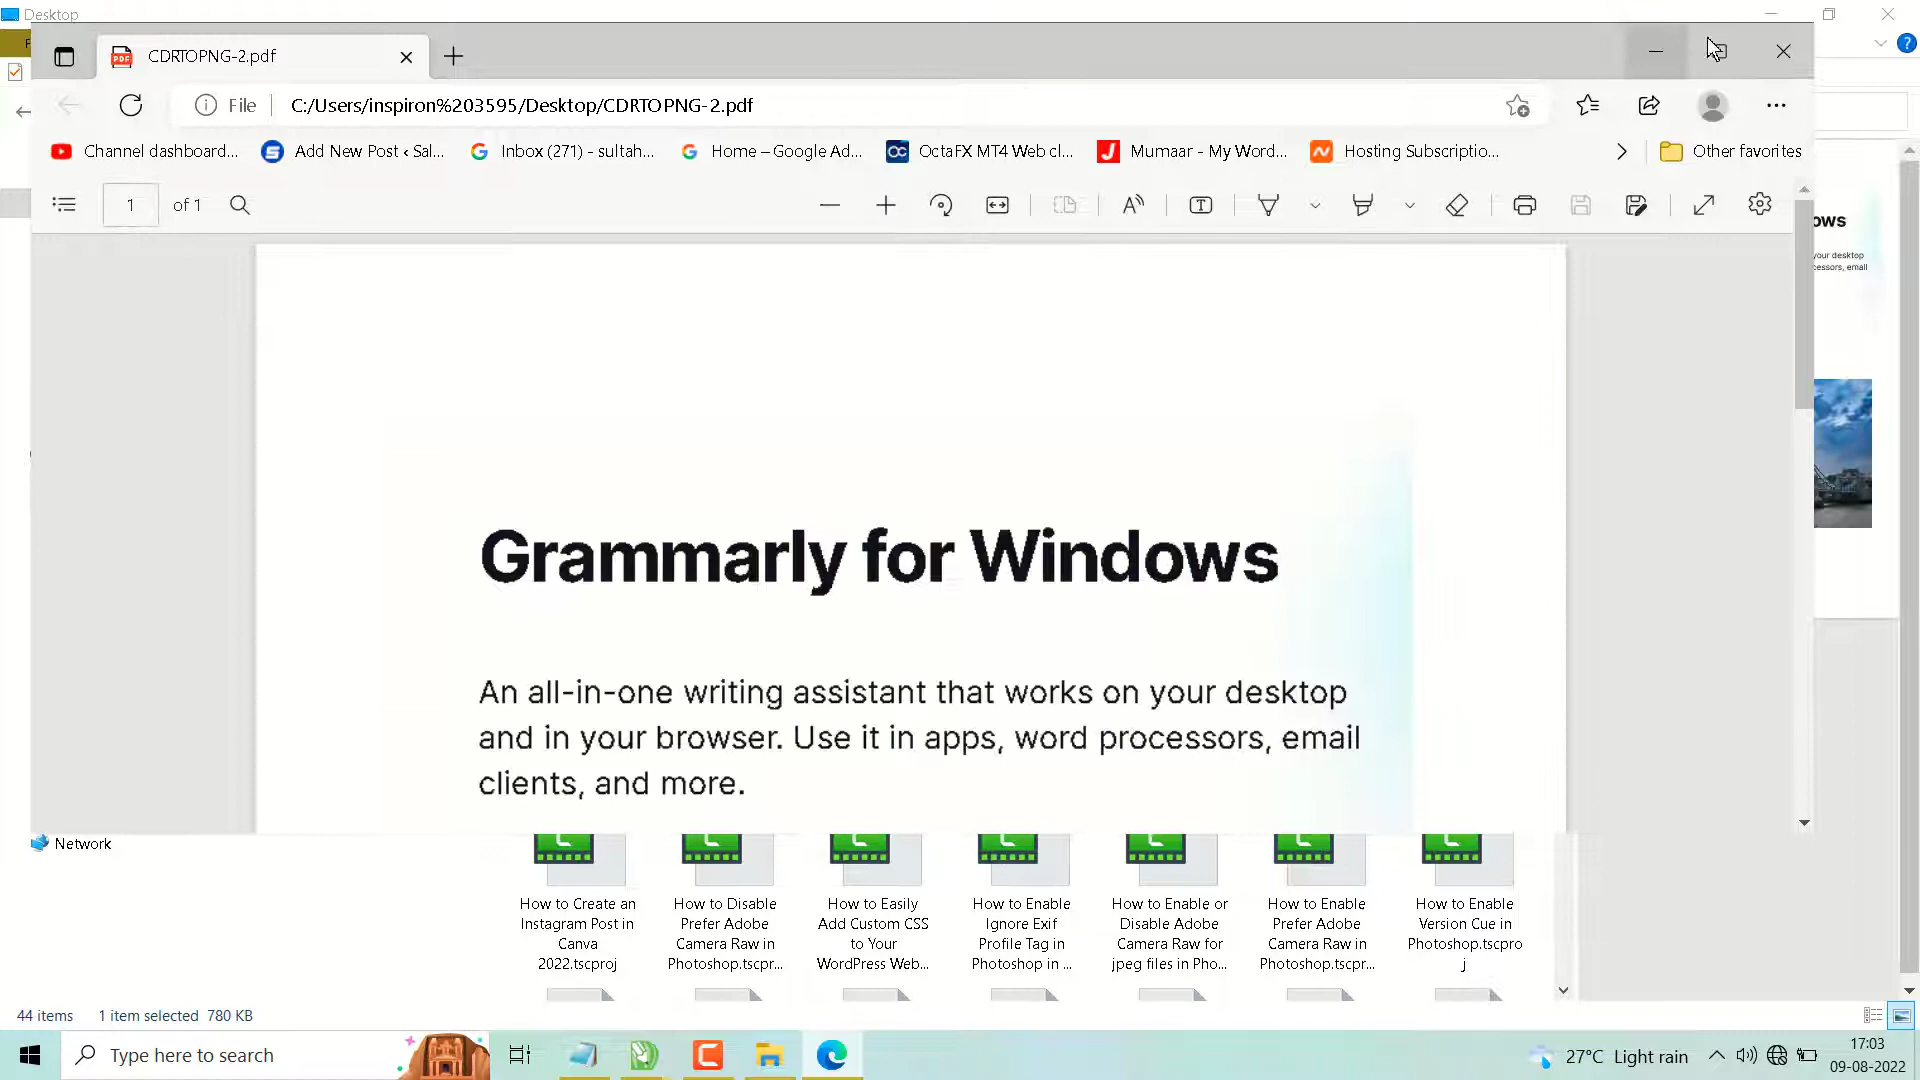 Desktop
CDRTOPNG-2.pdf
File
C:/Users/inspiron%203595/Desktop/CDRTOPNG-2.pdf
Channel dashboard...
Add New Post ‹ Sal...
Inbox (271) - sultah...
Home – Google Ad...
OctaFX MT4 Web cl...
Mumaar - My Word...
Hosting Subscriptio...
Other favorites
1
of 1
ows
your desktop
cessors, email
Grammarly for Windows
An all-in-one writing assistant that works on your desktop
and in your browser. Use it in apps, word processors, email
clients, and more.
Network
How to Create an
Instagram Post in
Canva
2022.tscproj
How to Disable
Prefer Adobe
Camera Raw in
Photoshop.tscpr...
How to Easily
Add Custom CSS
to Your
WordPress Web...
How to Enable
Ignore Exif
Profile Tag in
Photoshop in ...
How to Enable or
Disable Adobe
Camera Raw for
jpeg files in Pho...
How to Enable
Prefer Adobe
Camera Raw in
Photoshop.tscpr...
How to Enable
Version Cue in
Photoshop.tscpro
j
44 items
1 item selected 780 KB
Type here to search
27°C Light rain
17:03
09-08-2022